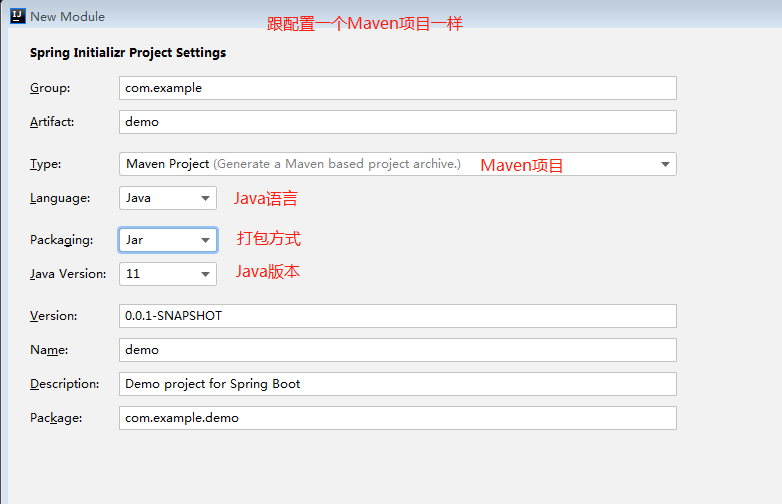 New Module
跟配置一个Maven项目一样
Spring Initializr Project Settings
Group: com.example
Artifact: demo
Type: Maven Project (Generate a Maven based project archive.) Maven项目
Language: Java Java语言
Packaging: Jar 打包方式
Java Version: 11 Java版本
Version: 0.0.1-SNAPSHOT
Name: demo
Description: Demo project for Spring Boot
Package: com.example.demo